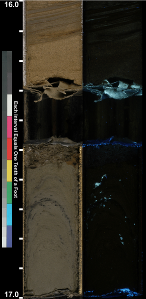 16.0
Each Interval Equals One Tenth of a Foot
17.0